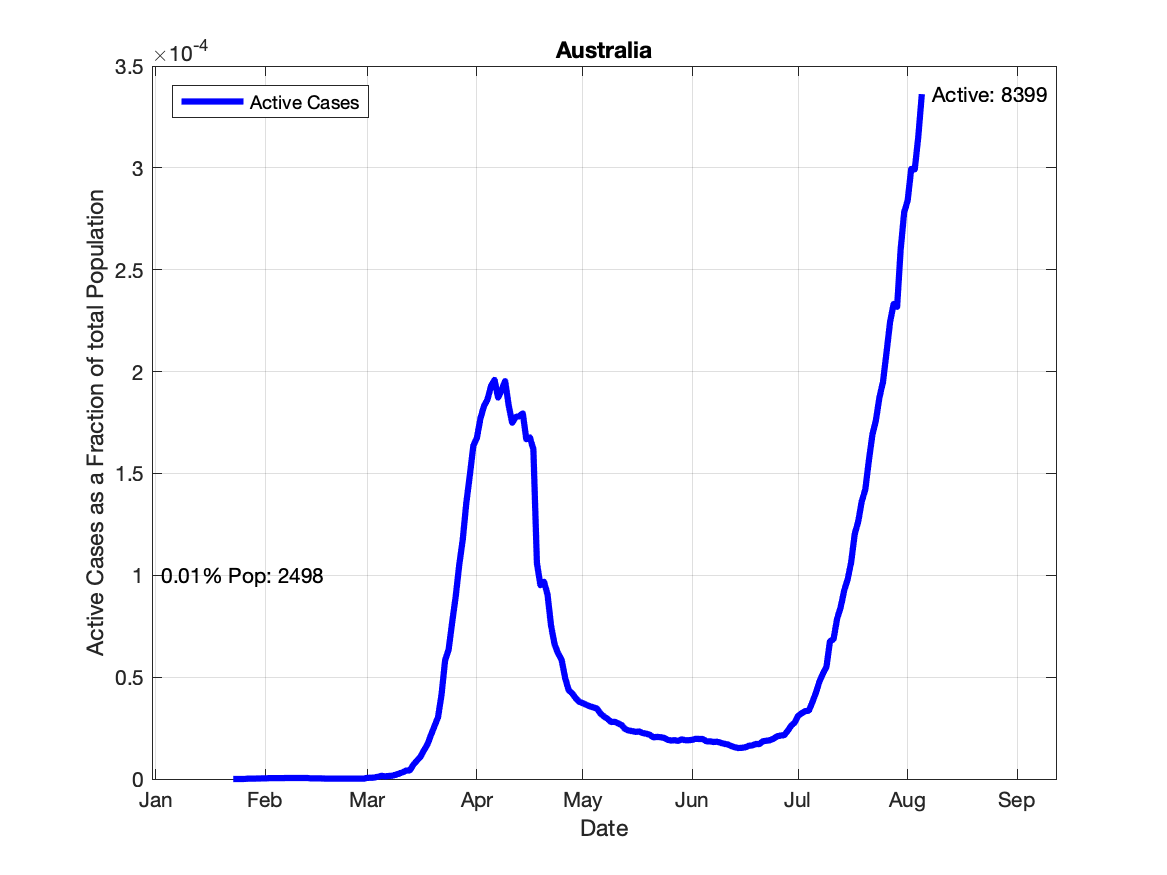 Australia
×10-4
3.5
3
2.5
2
1.5
1
0.5
0
Active Cases as a Fraction of total Population
Active Cases
Active: 8399
0.01% Pop: 2498
Jan Feb Mar Apr May Jun Jul Aug Sep
Date